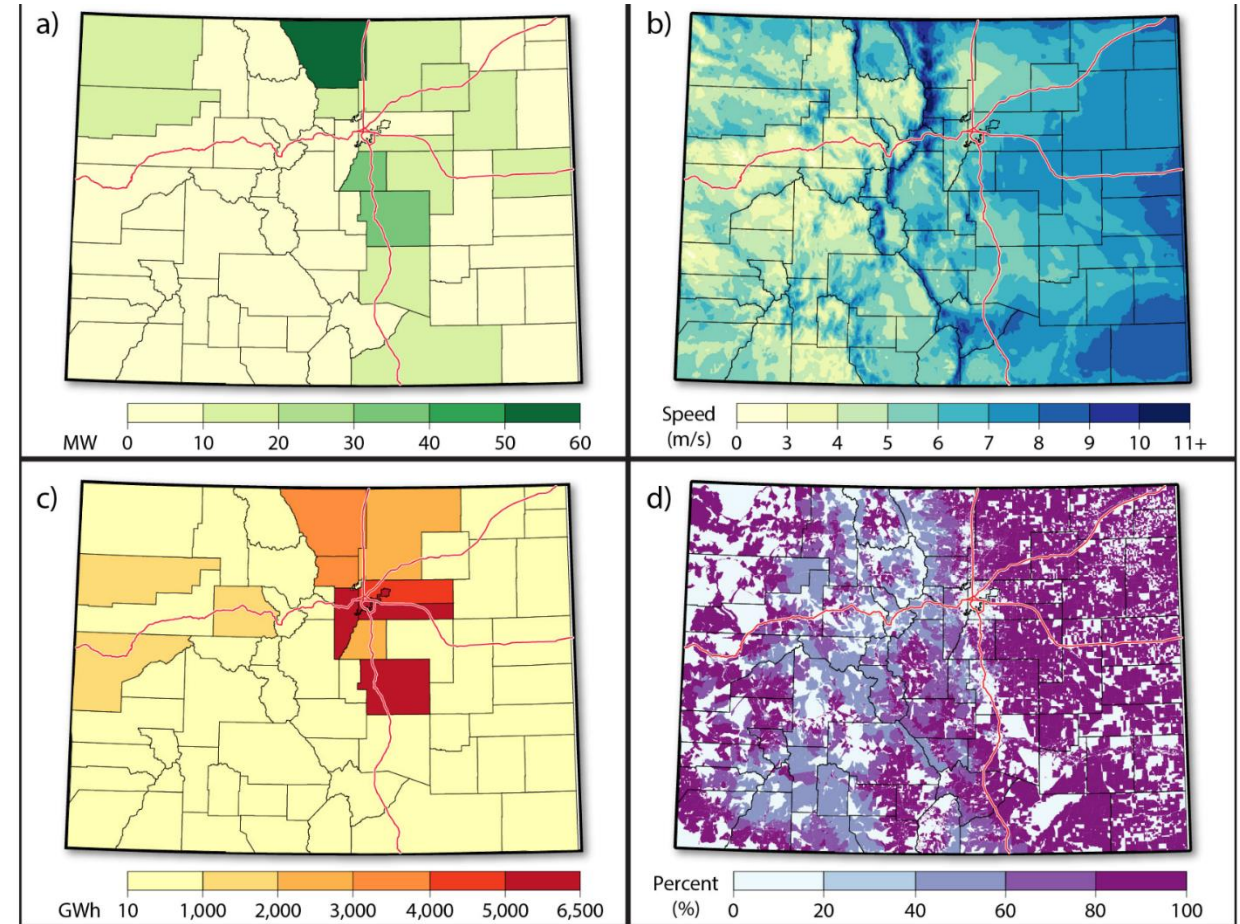 a)
MW 0 10 20 30 40 50 60
b)
Speed
(m/s) 0 3 4 5 6 7 8 9 10 11+
c)
GWh 10 1,000 2,000 3,000 4,000 5,000 6,500
d)
Percent
(%) 0 20 40 60 80 100